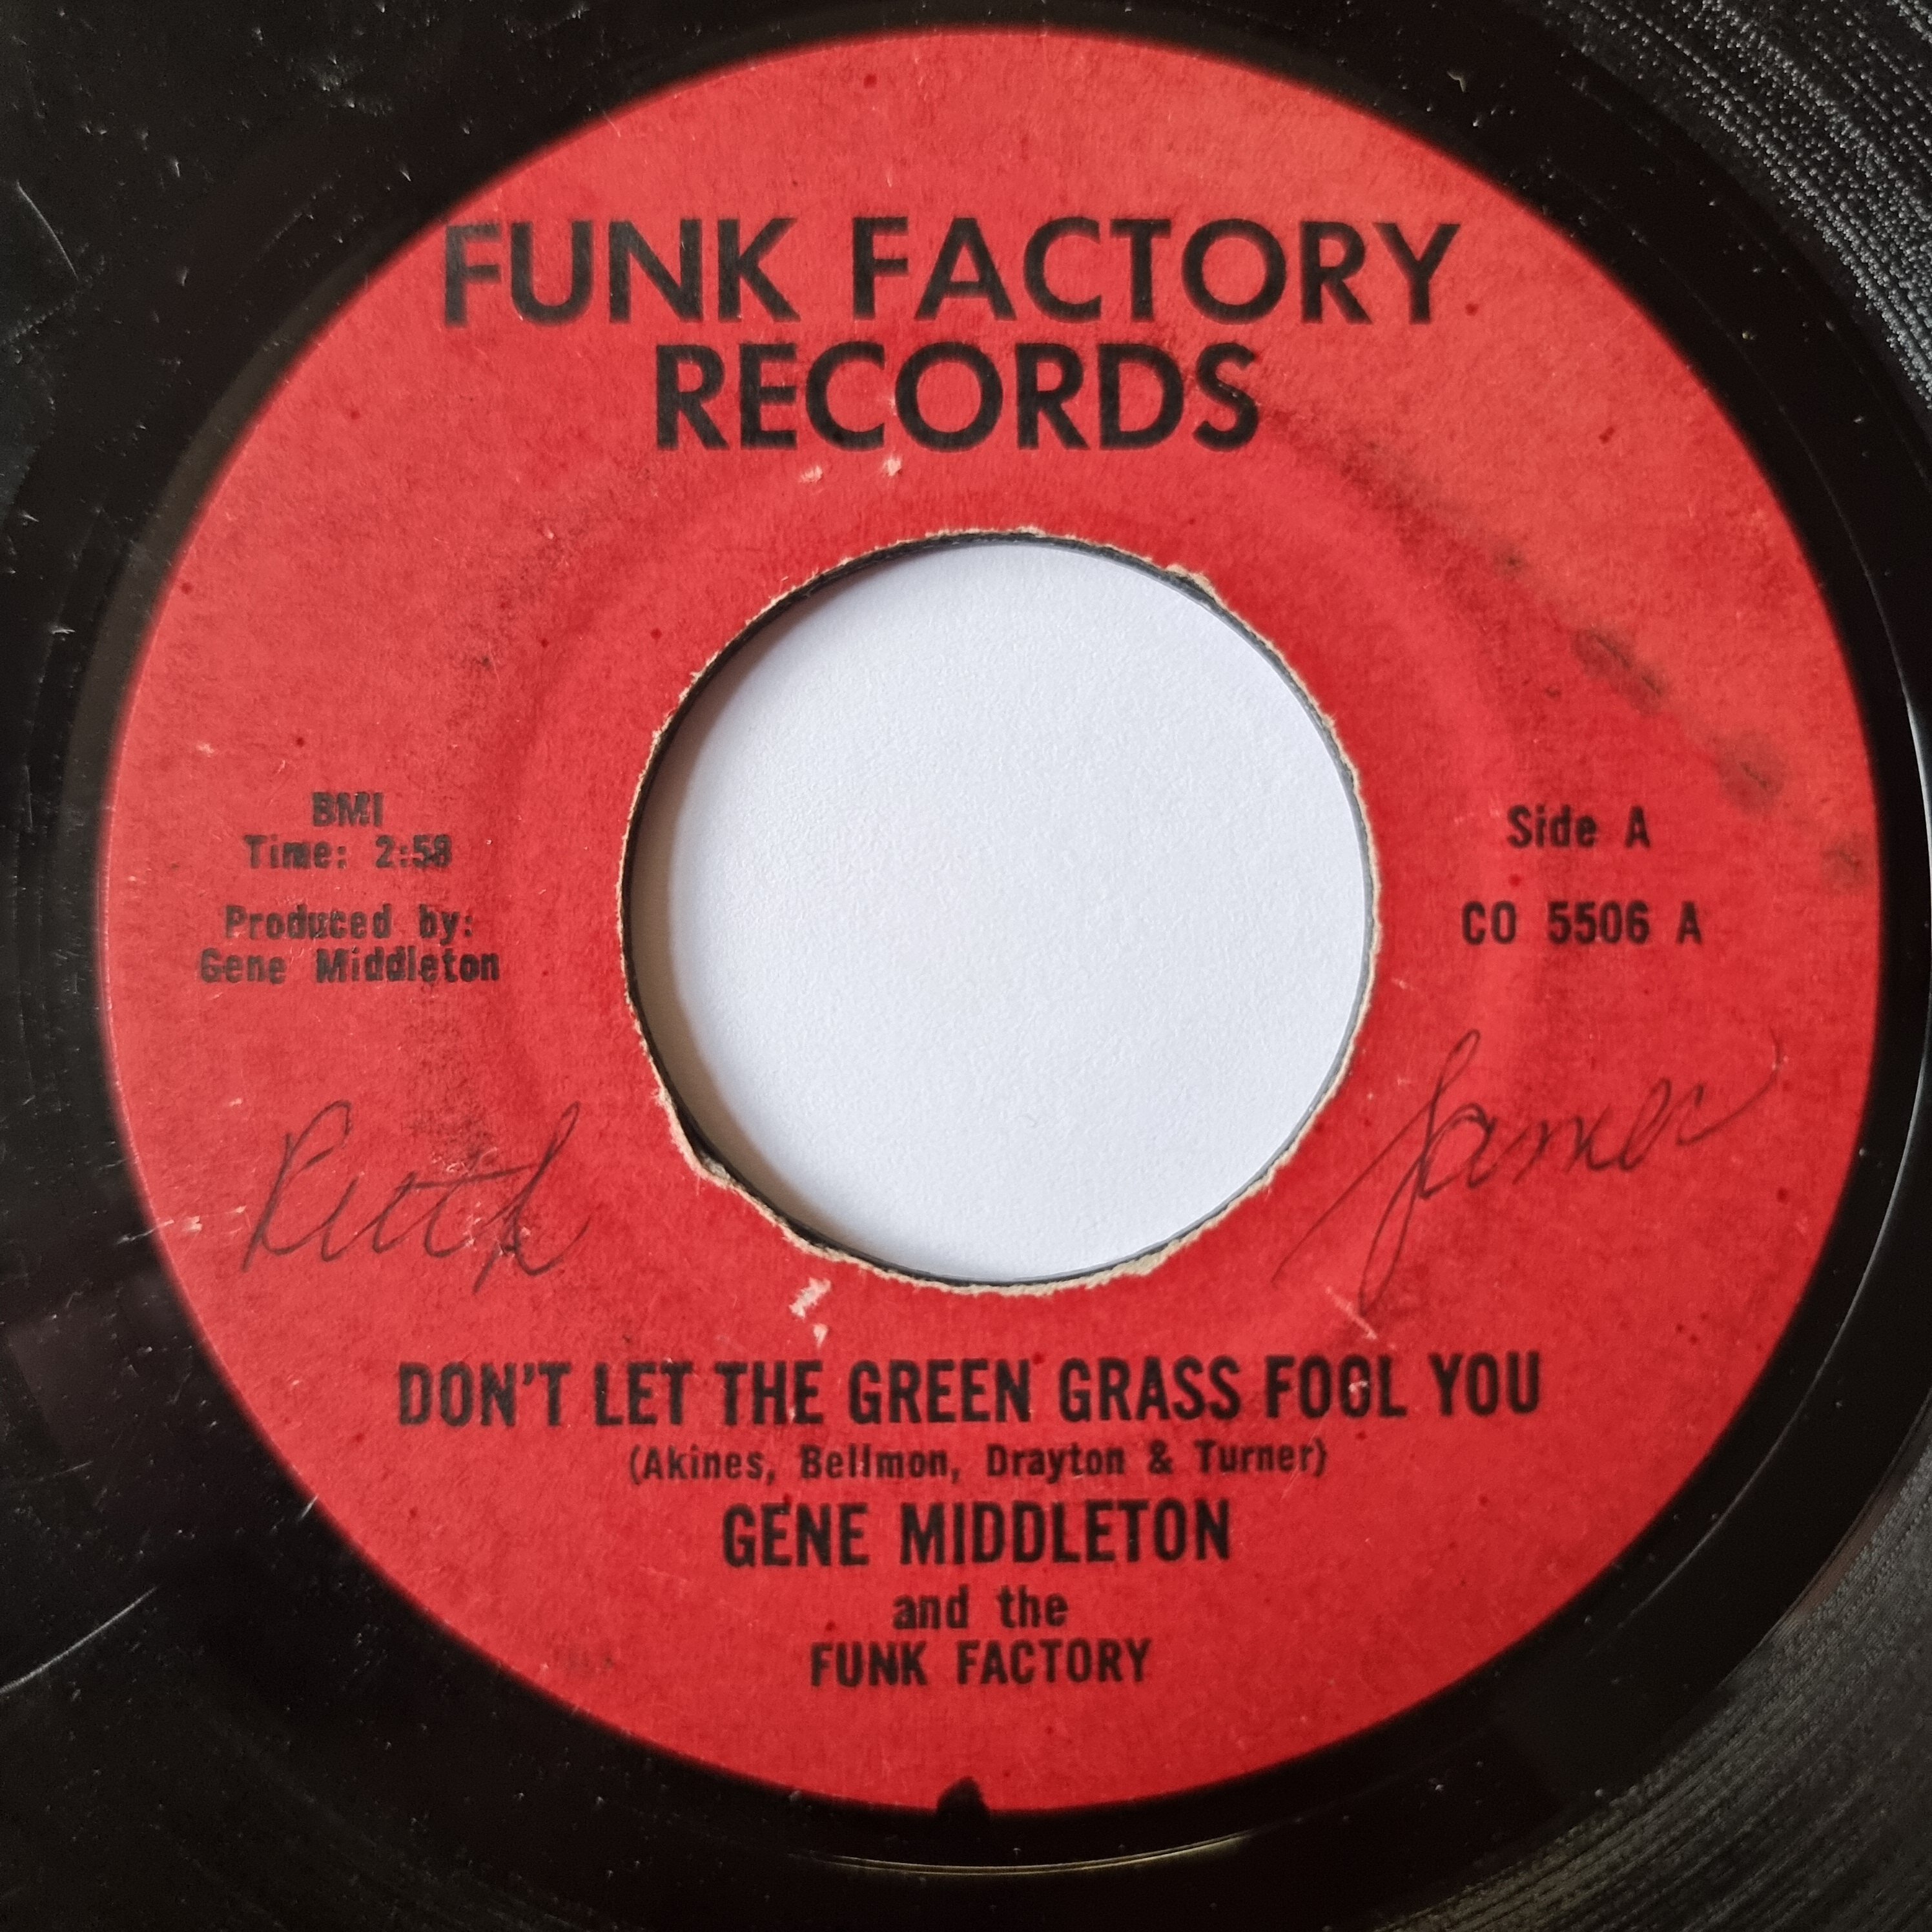 FUNK FACTORY
RECORDS
BMI
Time: 2:58
Produced by:
Gene Middleton
Side A
CO 5506 A
Ruth
James
DON'T LET THE GREEN GRASS FOOL YOU
(Akines, Bellmon, Drayton & Turner)
GENE MIDDLETON
and the
FUNK FACTORY